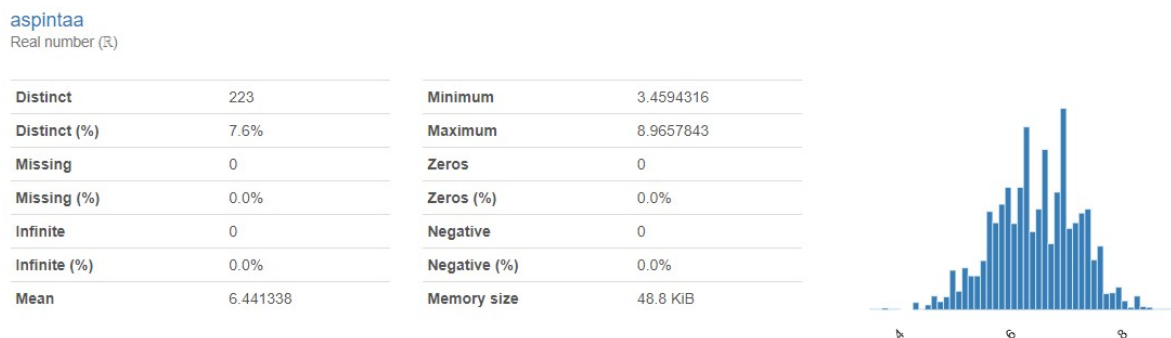 aspintaa
Real number (ℝ)
Distinct 223
Distinct (%) 7.6%
Missing 0
Missing (%) 0.0%
Infinite 0
Infinite (%) 0.0%
Mean 6.441338
Minimum 3.4594316
Maximum 8.9657843
Zeros 0
Zeros (%) 0.0%
Negative 0
Negative (%) 0.0%
Memory size 48.8 KiB
4 6 8